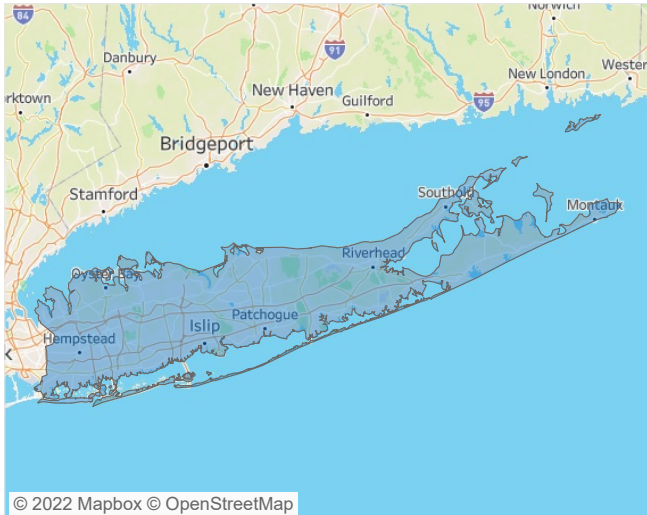 84
Norwich
Danbury
91
Wester
New London
orktown
New Haven
95
Guilford
Bridgeport
Stamford
Southold
Montauk
Riverhead
Oyster Bay
Patchogue
Islip
Hempstead
© 2022 Mapbox © OpenStreetMap